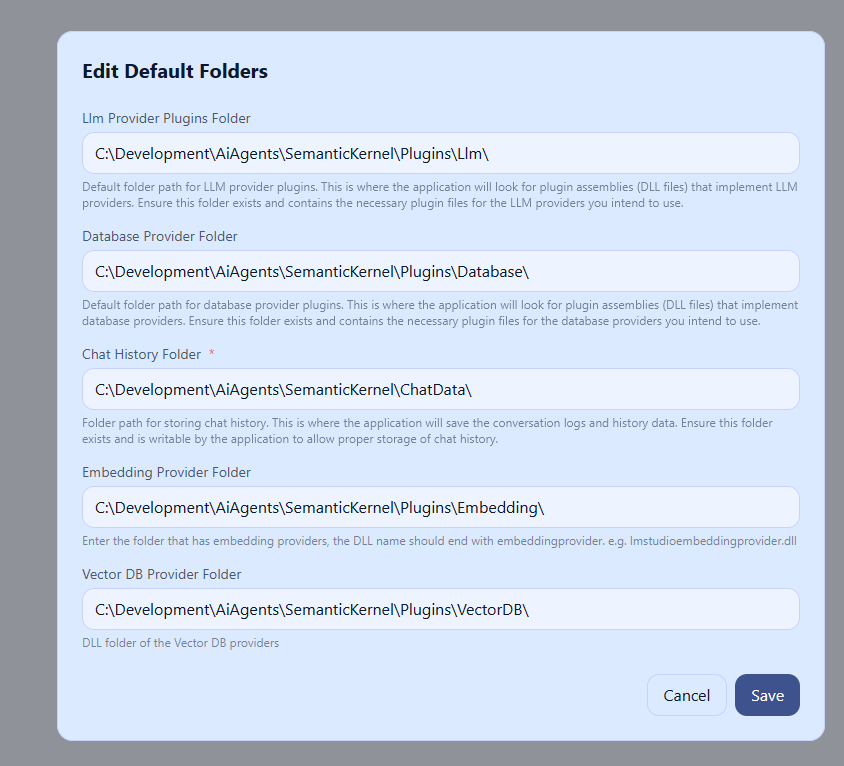 Edit Default Folders
Llm Provider Plugins Folder
C:\Development\AiAgents\SemanticKernel\Plugins\Llm\
Default folder path for LLM provider plugins. This is where the application will look for plugin assemblies (DLL files) that implement LLM
providers. Ensure this folder exists and contains the necessary plugin files for the LLM providers you intend to use.
Database Provider Folder
C:\Development\AiAgents\SemanticKernel\Plugins\Database\
Default folder path for database provider plugins. This is where the application will look for plugin assemblies (DLL files) that implement
database providers. Ensure this folder exists and contains the necessary plugin files for the database providers you intend to use.
Chat History Folder *
C:\Development\AiAgents\SemanticKernel\ChatData\
Folder path for storing chat history. This is where the application will save the conversation logs and history data. Ensure this folder
exists and is writable by the application to allow proper storage of chat history.
Embedding Provider Folder
C:\Development\AiAgents\SemanticKernel\Plugins\Embedding\
Enter the folder that has embedding providers, the DLL name should end with embeddingprovider. e.g. lmstudioembeddingprovider.dll
Vector DB Provider Folder
C:\Development\AiAgents\SemanticKernel\Plugins\VectorDB\
DLL folder of the Vector DB providers
Cancel Save